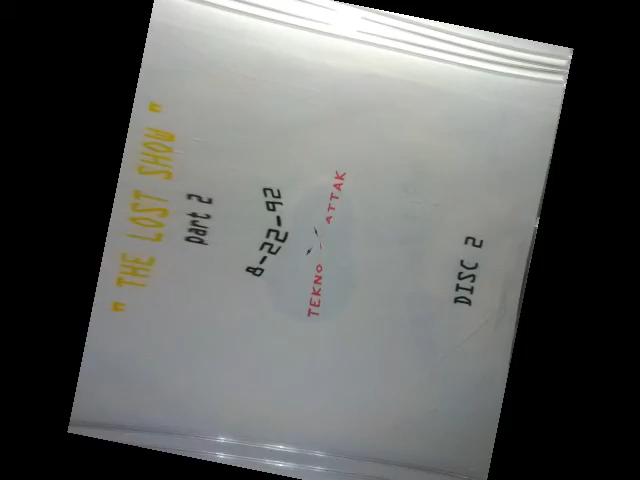 " THE LOST SHOW "
part 2
8-22-92
TEKNO ATTAK
DISC 2